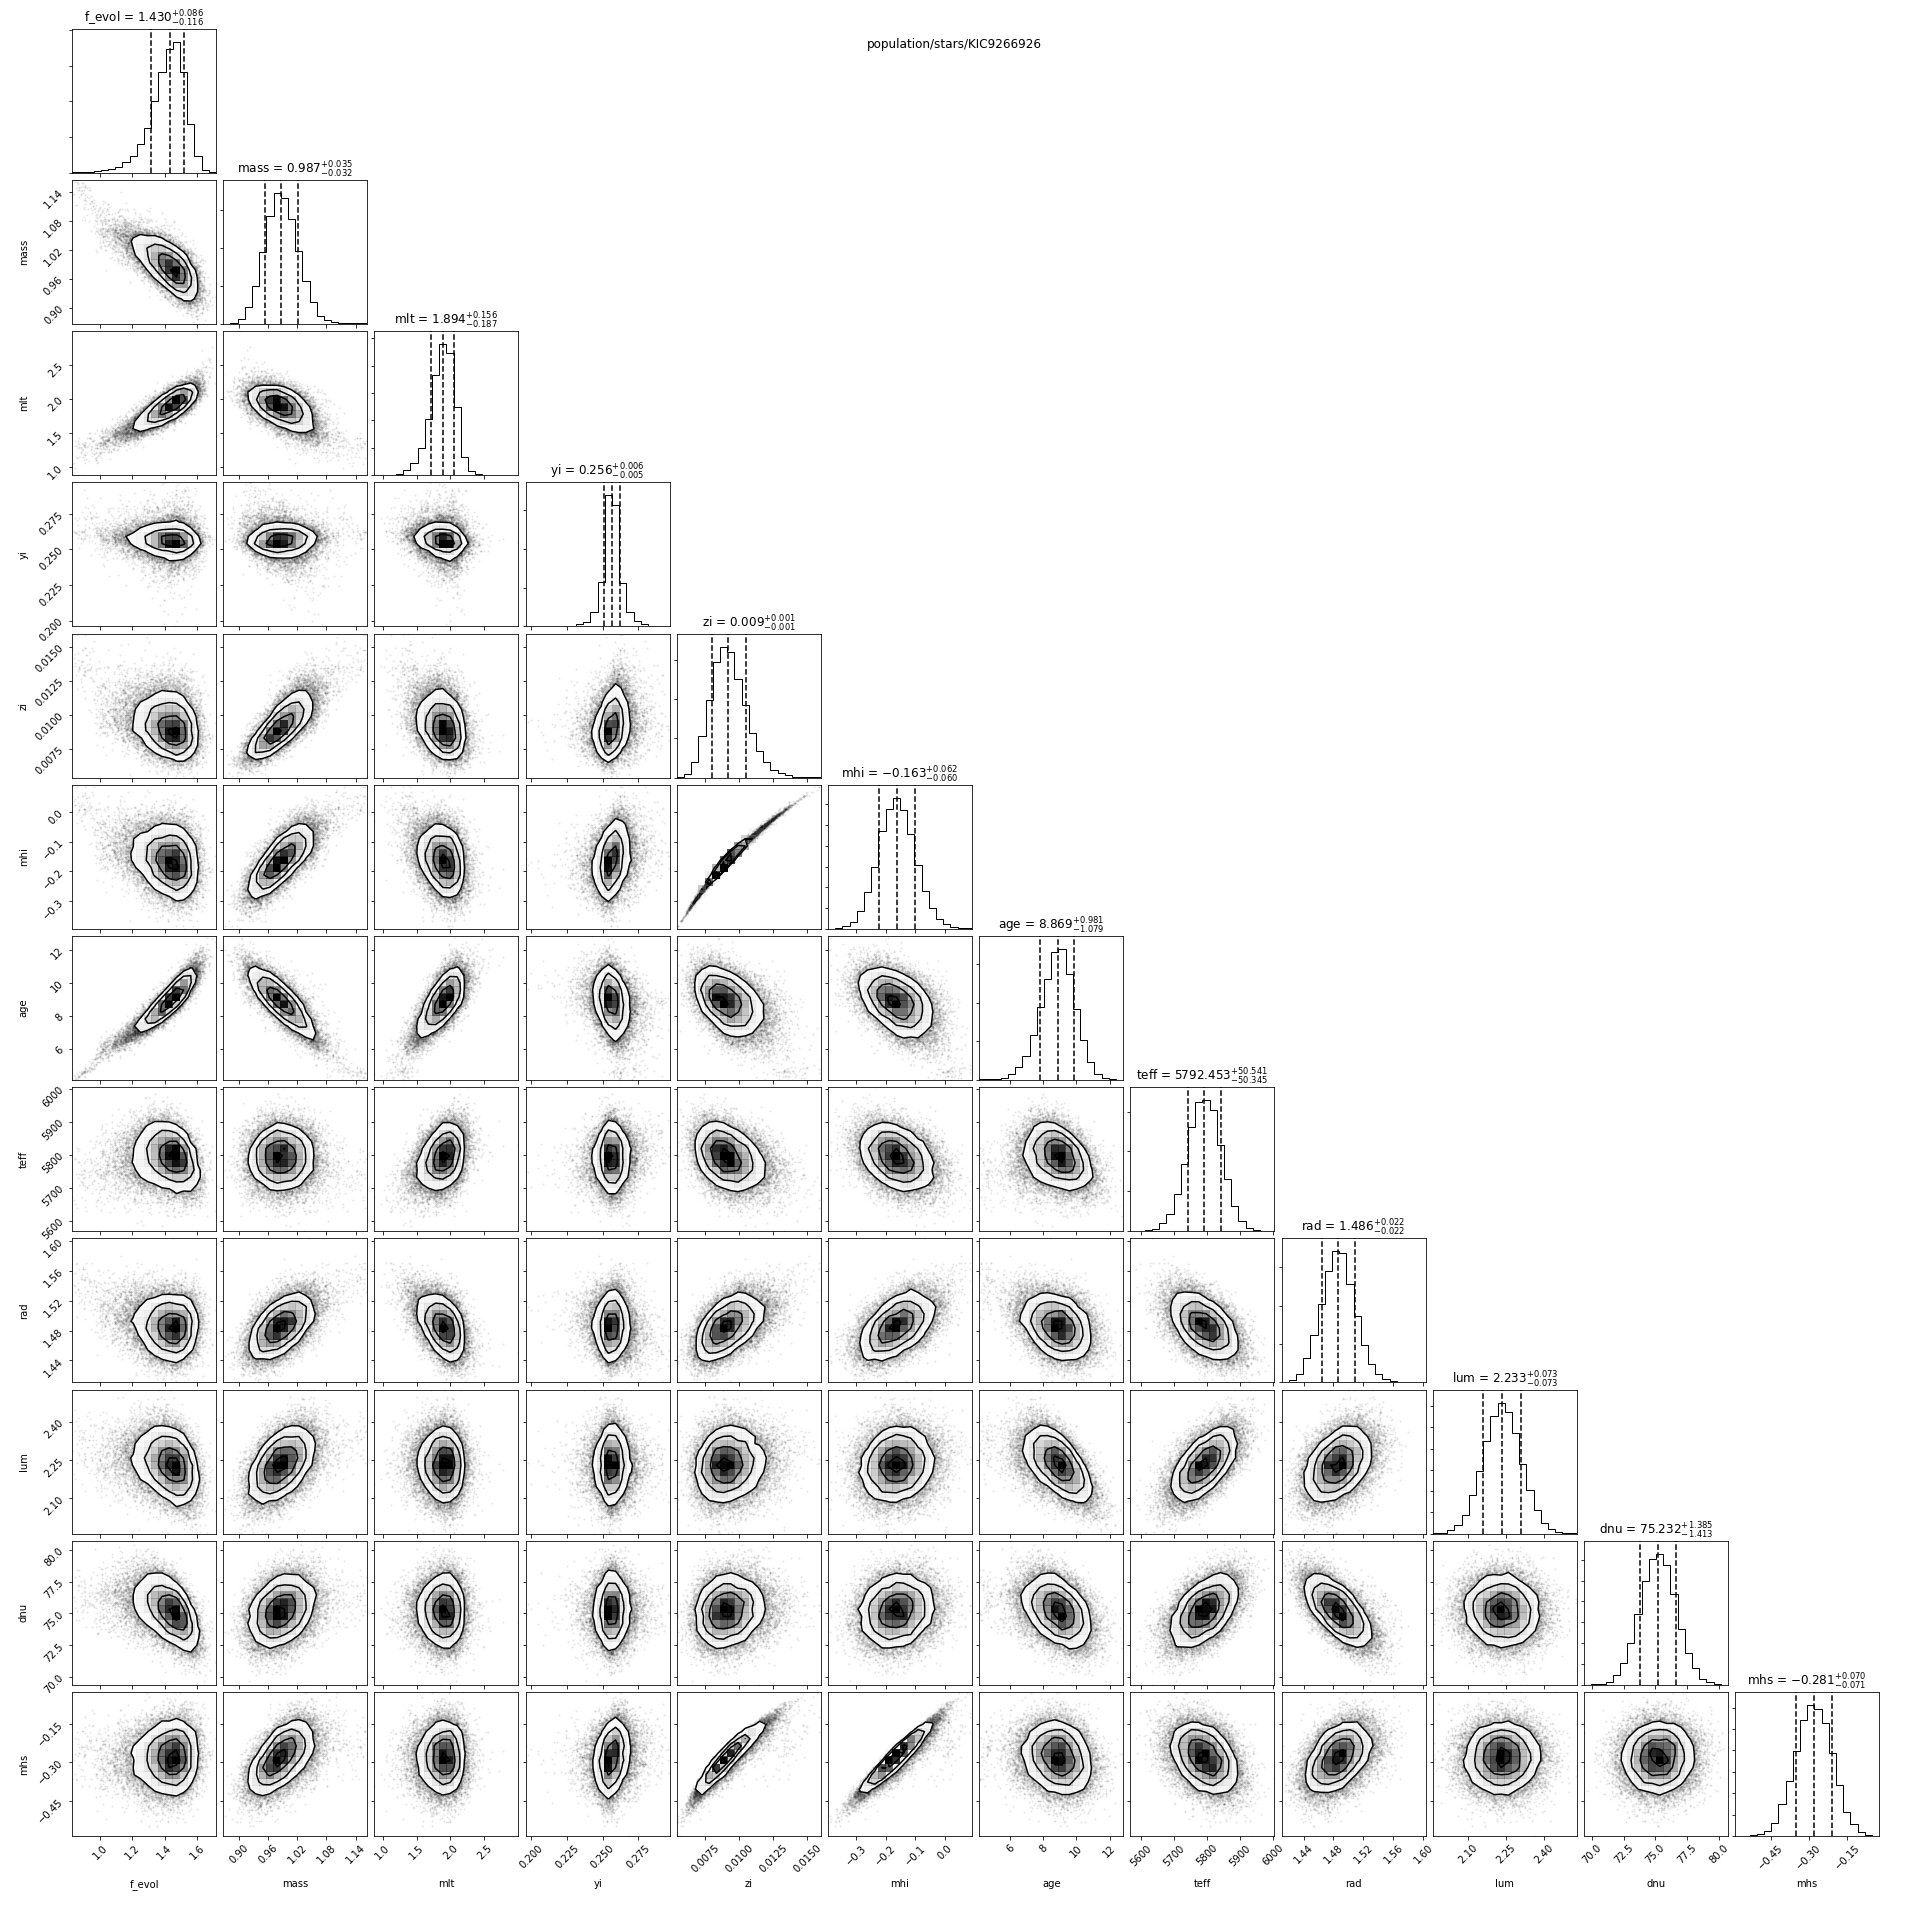 f_evol = 1.430+0.086−0.116
population/stars/KIC9266926
mass = 0.987+0.035−0.032
1.14
1.08
1.02
0.96
0.90
mass
mlt = 1.894+0.156−0.187
2.5
2.0
1.5
1.0
mlt
yi = 0.256+0.006−0.005
0.275
0.250
0.225
0.200
yi
zi = 0.009+0.001−0.001
0.0150
0.0125
0.0100
0.0075
zi
mhi = −0.163+0.062−0.060
0.0
−0.1
−0.2
−0.3
mhi
age = 8.869+0.981−1.079
12
10
8
6
age
teff = 5792.453+50.541−50.345
6000
5900
5800
5700
5600
teff
rad = 1.486+0.022−0.022
1.60
1.56
1.52
1.48
1.44
rad
lum = 2.233+0.073−0.073
2.40
2.25
2.10
lum
dnu = 75.232+1.385−1.413
80.0
77.5
75.0
72.5
70.0
dnu
mhs = −0.281+0.070−0.071
−0.15
−0.30
−0.45
mhs
1.0 1.2 1.4 1.6 0.90 0.96 1.02 1.08 1.14 1.0 1.5 2.0 2.5 0.200 0.225 0.250 0.275 0.0075 0.0100 0.0125 0.0150 −0.3 −0.2 −0.1 0.0 6 8 10 12 5600 5700 5800 5900 6000 1.44 1.48 1.52 1.56 1.60 2.10 2.25 2.40 70.0 72.5 75.0 77.5 80.0 −0.45 −0.30 −0.15
f_evol mass mlt yi zi mhi age teff rad lum dnu mhs